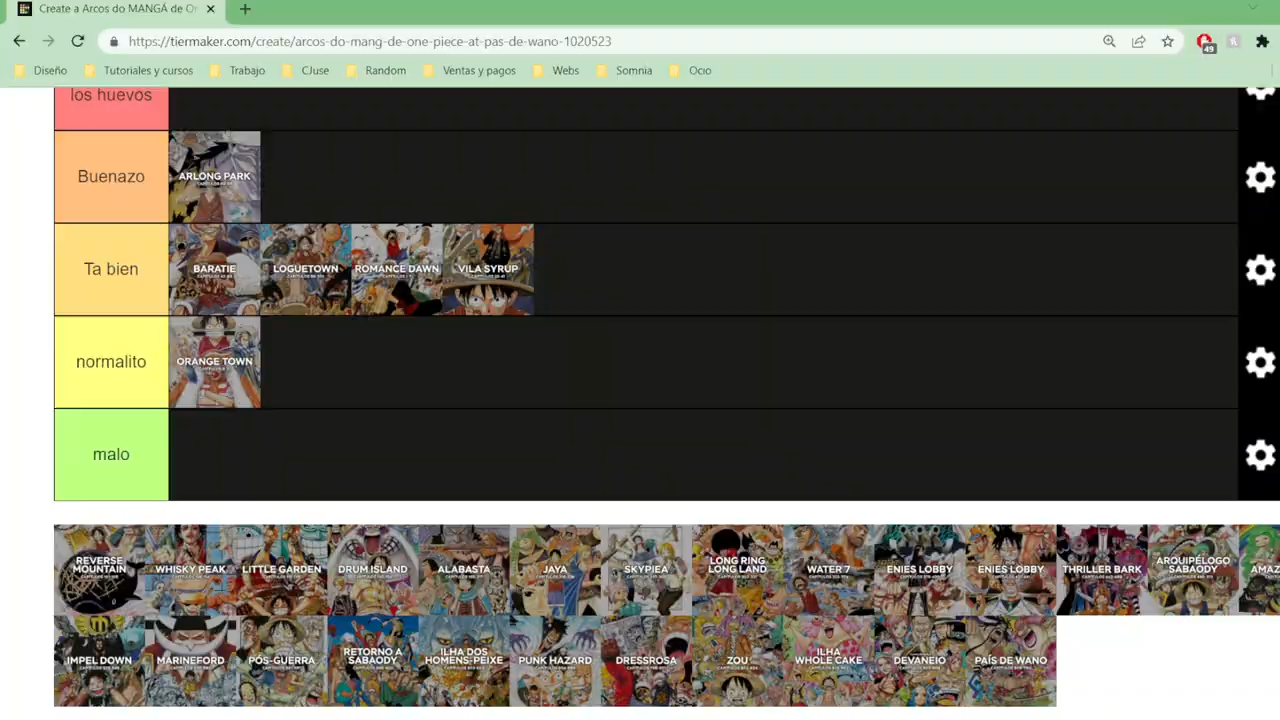 Create a Arcos do MANGÁ de O
https://tiermaker.com/create/arcos-do-mang-de-one-piece-at-pas-de-wano-1020523
49
Diseño Tutoriales y cursos Trabajo CJuse Random Ventas y pagos Webs Somnia Ocio
los huevos
Buenazo
ARLONG PARK
Ta bien
BARATIE LOGUETOWN ROMANCE DAWN VILA SYRUP
normalito
ORANGE TOWN
malo
REVERSE MOUNTAIN WHISKY PEAK LITTLE GARDEN DRUM ISLAND ALABASTA JAYA SKYPIEA LONG RING LONG LAND WATER 7 ENIES LOBBY ENIES LOBBY THRILLER BARK ARQUIPÉLOGO SABAODY AMAZ
IMPEL DOWN MARINEFORD PÓS-GUERRA RETORNO A SABAODY ILHA DOS HOMENS-PEIXE PUNK HAZARD DRESSROSA ZOU ILHA WHOLE CAKE DEVANEIO PAÍS DE WANO